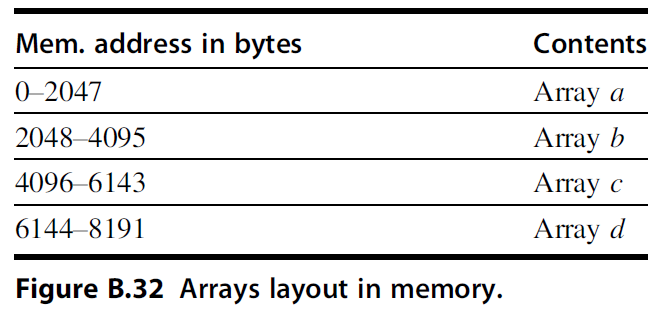 Mem. address in bytes Contents
0–2047 Array a
2048–4095 Array b
4096–6143 Array c
6144–8191 Array d
Figure B.32 Arrays layout in memory.